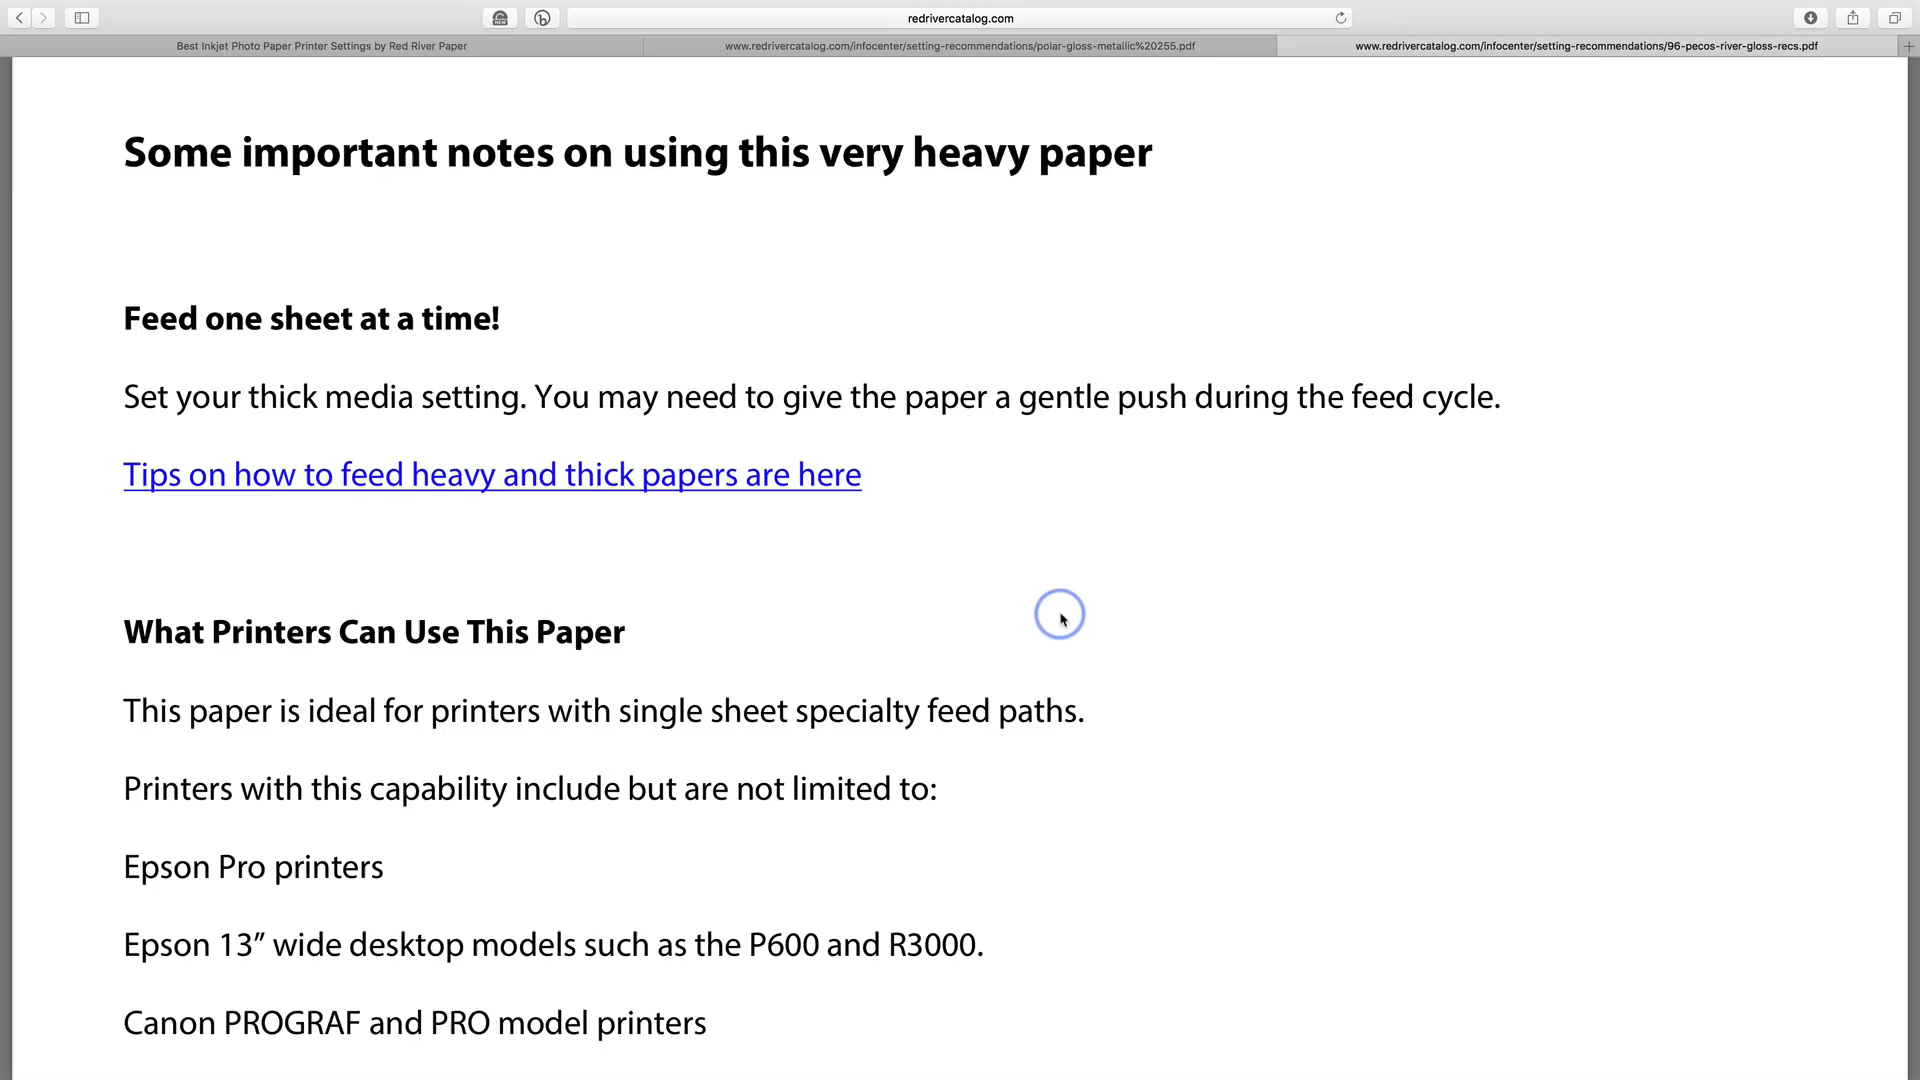 redrivercatalog.com
Best Inkjet Photo Paper Printer Settings by Red River Paper
www.redrivercatalog.com/infocenter/setting-recommendations/polar-gloss-metallic%20255.pdf
www.redrivercatalog.com/infocenter/setting-recommendations/96-pecos-river-gloss-recs.pdf
Some important notes on using this very heavy paper
Feed one sheet at a time!
Set your thick media setting. You may need to give the paper a gentle push during the feed cycle.
Tips on how to feed heavy and thick papers are here
What Printers Can Use This Paper
This paper is ideal for printers with single sheet specialty feed paths.
Printers with this capability include but are not limited to:
Epson Pro printers
Epson 13” wide desktop models such as the P600 and R3000.
Canon PROGRAF and PRO model printers